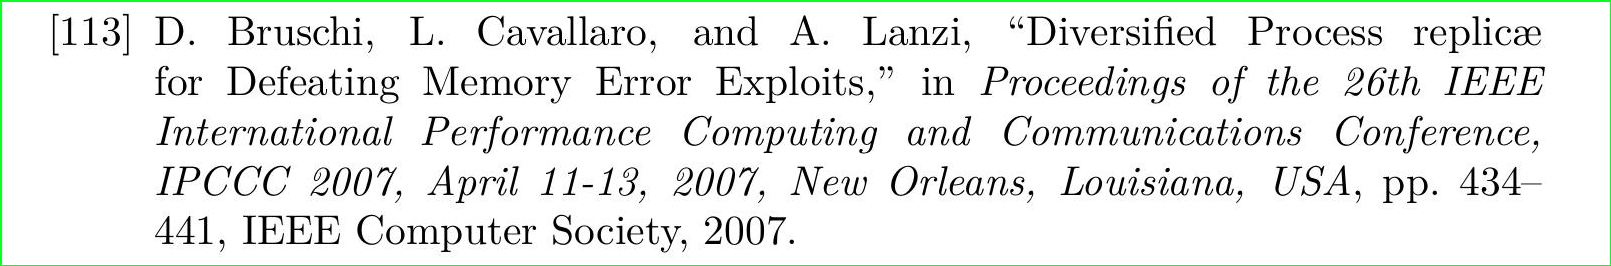 [113] D. Bruschi, L. Cavallaro, and A. Lanzi, “Diversified Process replicæ
for Defeating Memory Error Exploits,” in Proceedings of the 26th IEEE
International Performance Computing and Communications Conference,
IPCCC 2007, April 11-13, 2007, New Orleans, Louisiana, USA, pp. 434–
441, IEEE Computer Society, 2007.